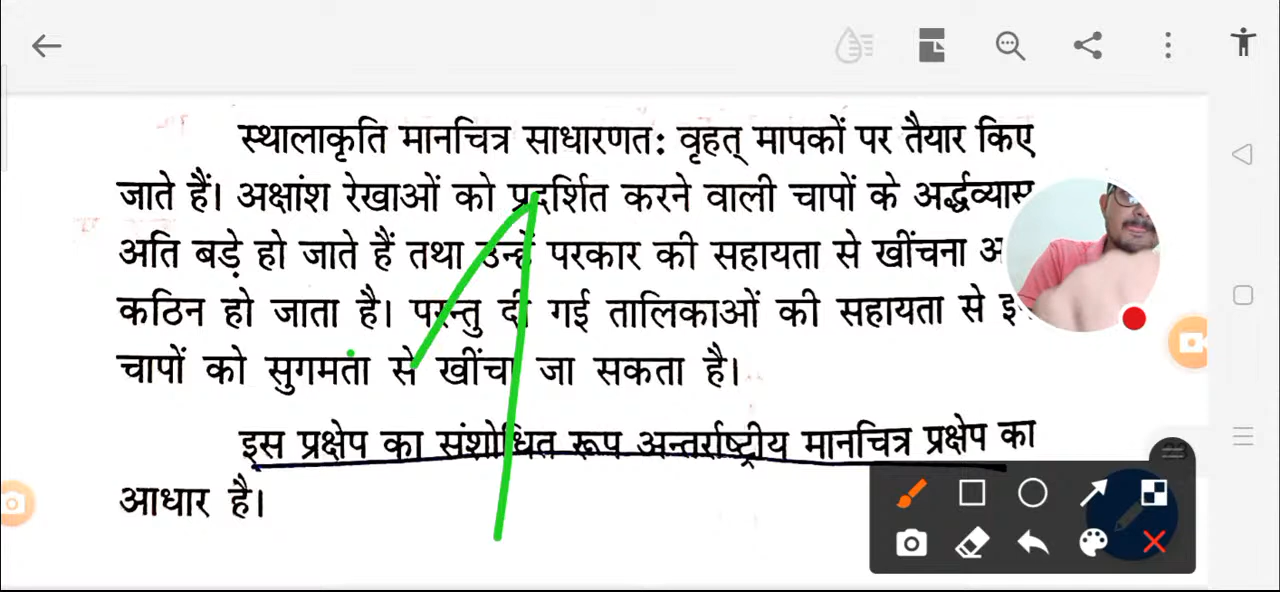 स्थालाकृति मानचित्र साधारणतः वृहत् मापकों पर तैयार किए
जाते हैं। अक्षांश रेखाओं को प्रदर्शित करने वाली चापों के अर्द्धव्यास
अति बड़े हो जाते हैं तथा उन्हें परकार की सहायता से खींचना
कठिन हो जाता है। परन्तु दी गई तालिकाओं की सहायता से
चापों को सुगमता से खींचा जा सकता है।
इस प्रक्षेप का संशोधित रूप अन्तर्राष्ट्रीय मानचित्र प्रक्षेप का
आधार है।